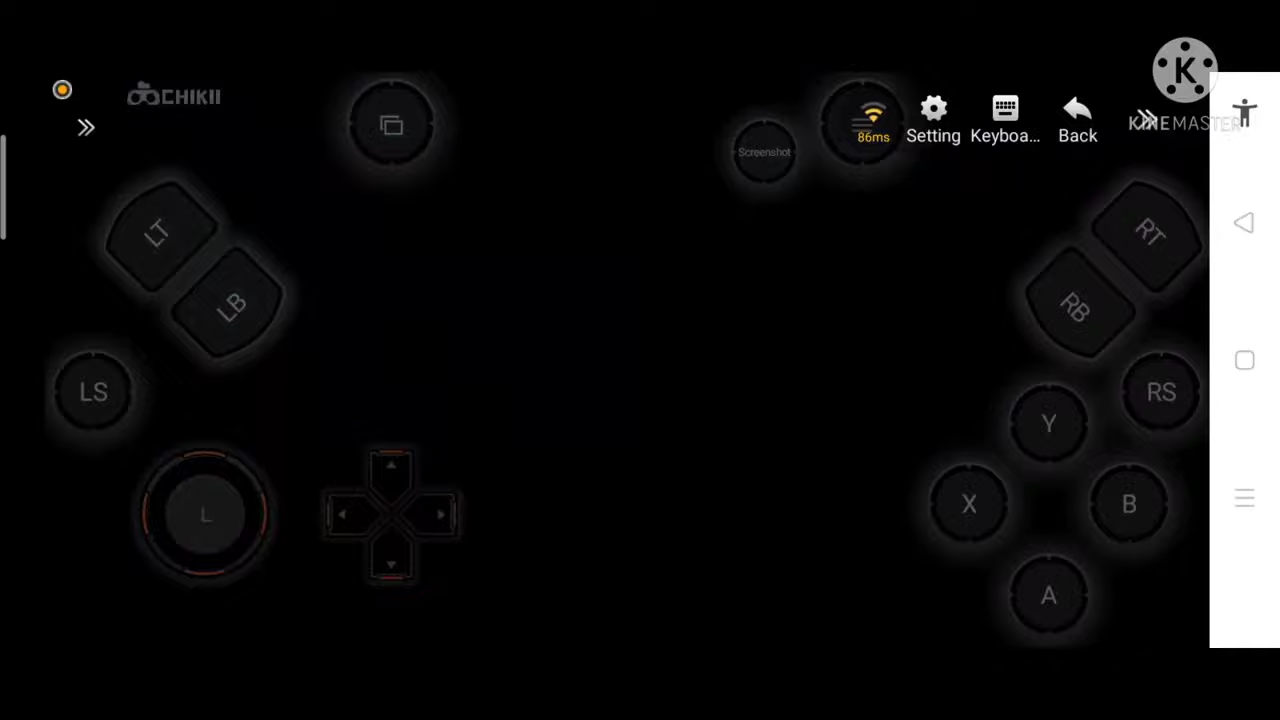 CHIKII
K
KINEMASTER
86ms
Setting
Keyboa...
Back
Screenshot
LT
RT
LB
RB
LS
RS
Y
X
B
L
A